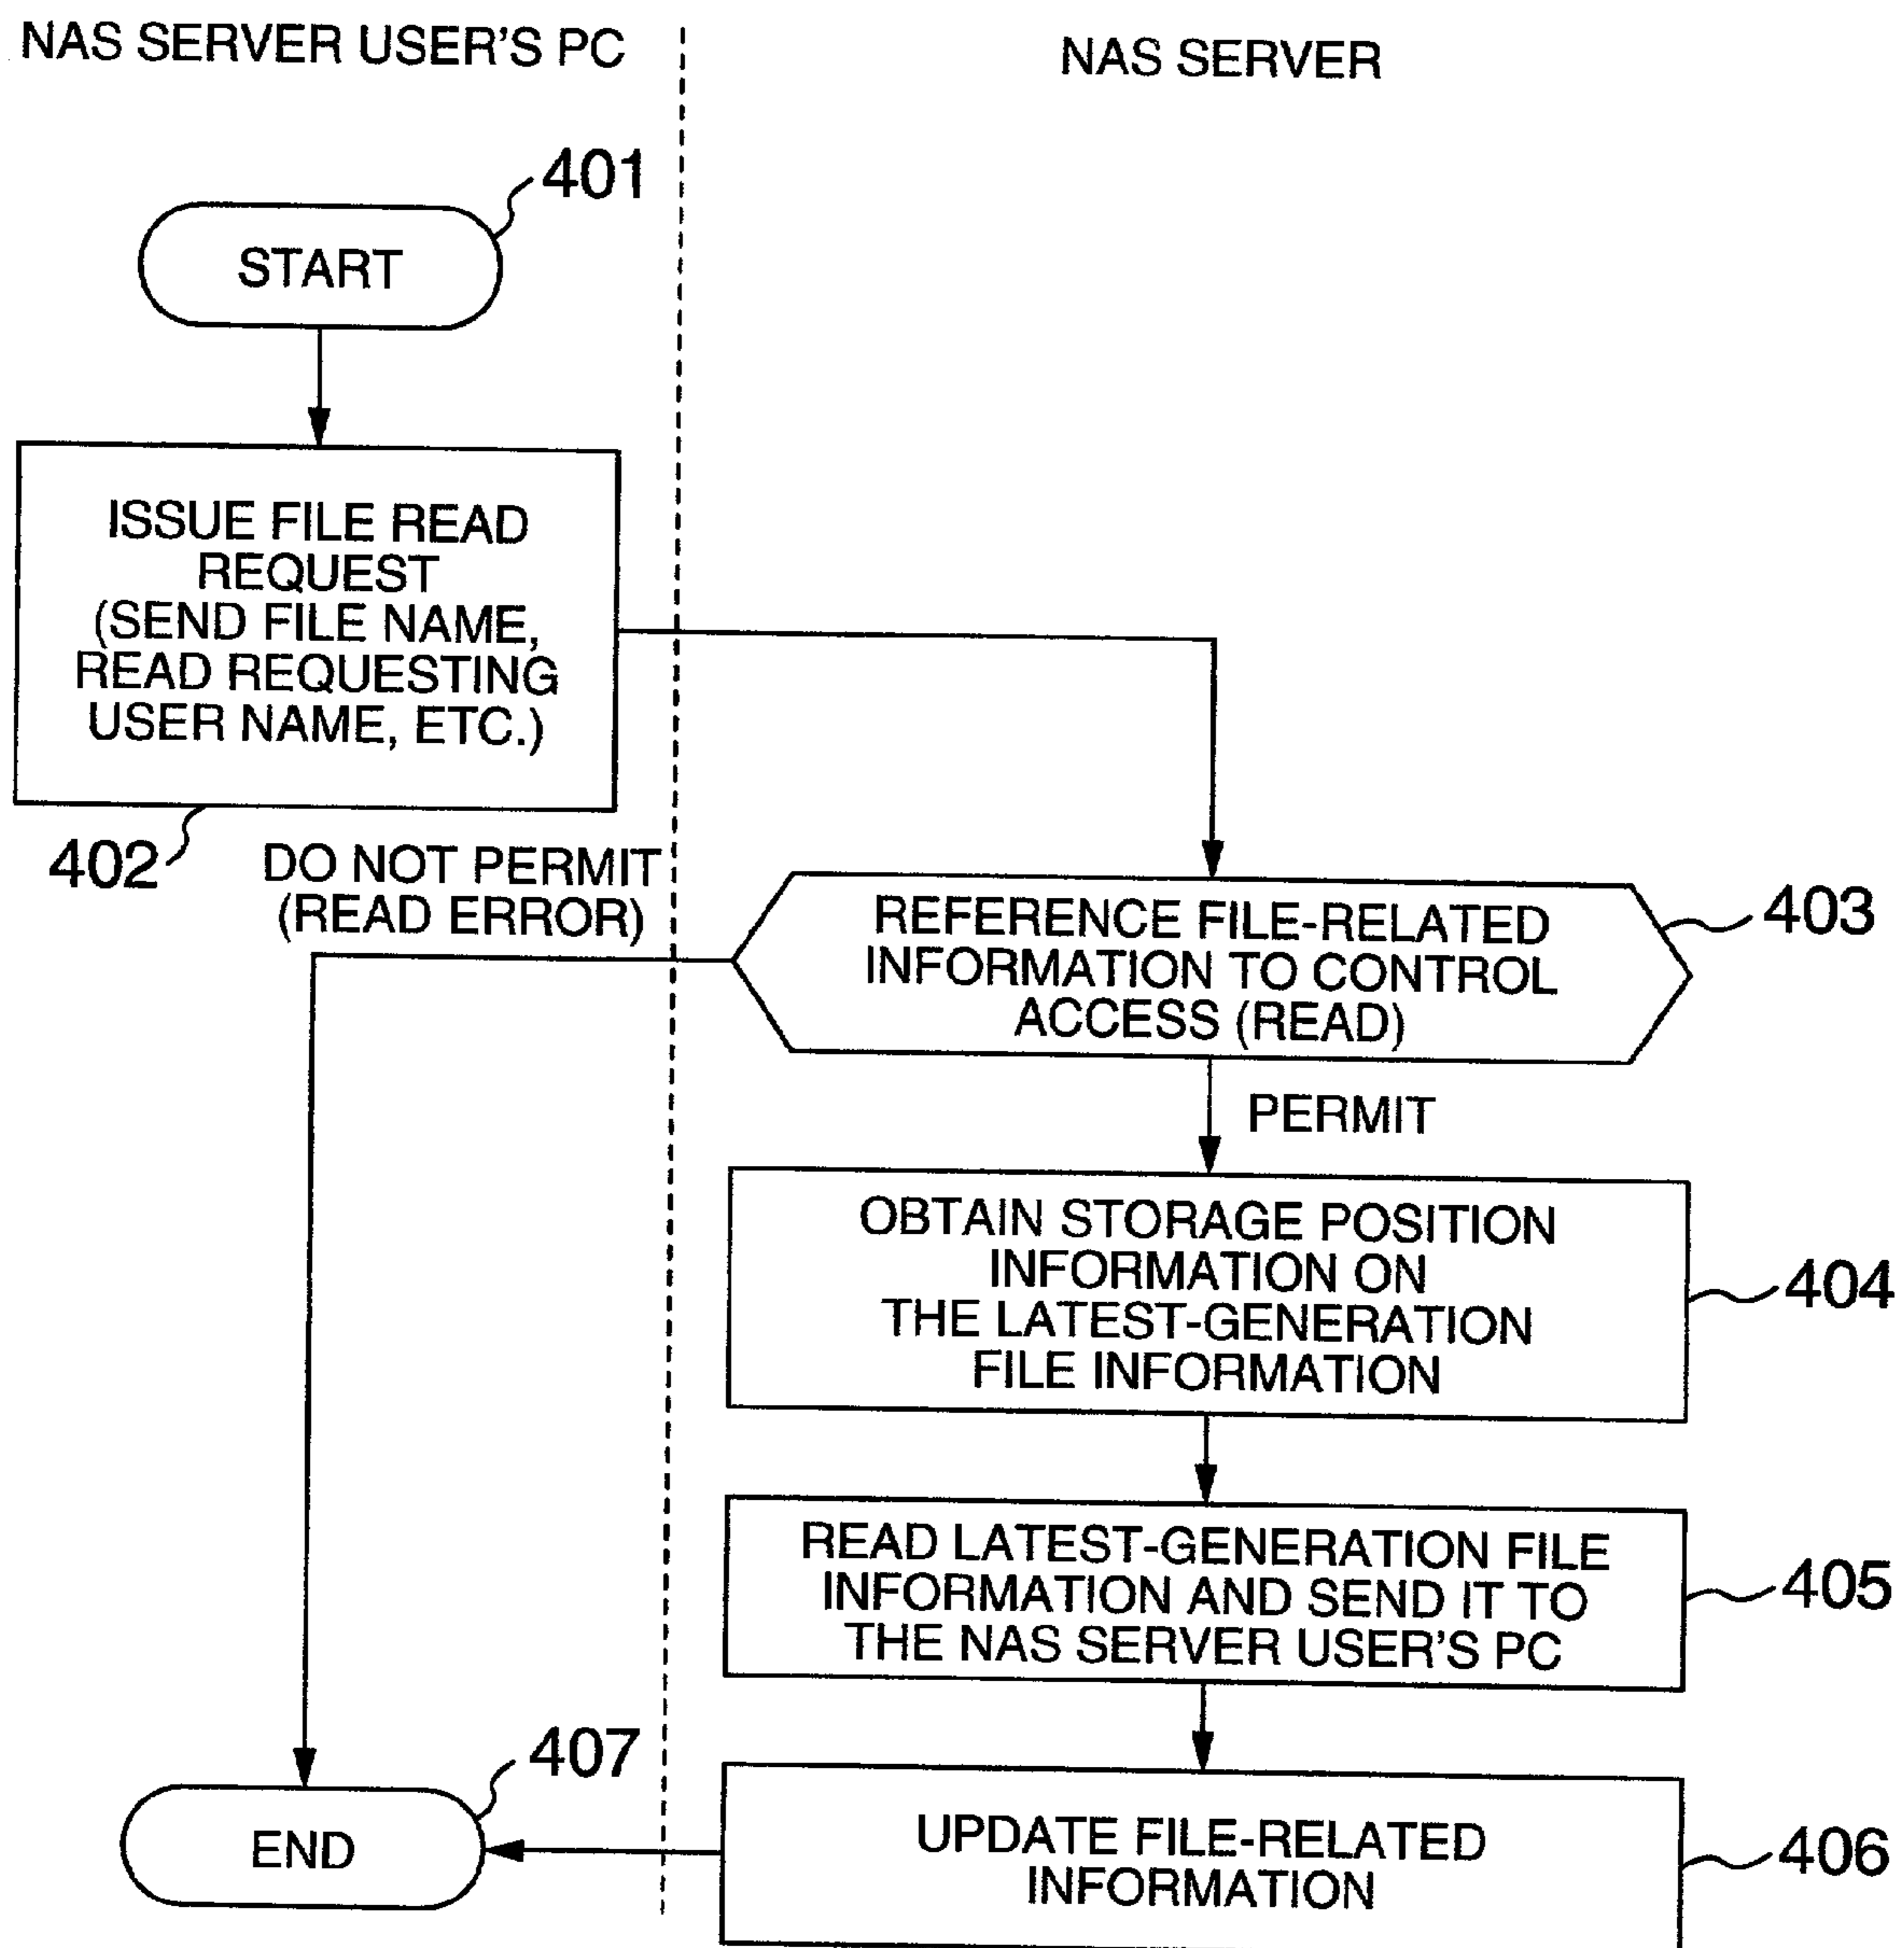 NAS SERVER USER'S PC
NAS SERVER
401
START
ISSUE FILE READ
REQUEST
(SEND FILE NAME,
READ REQUESTING
USER NAME, ETC.)
402
DO NOT PERMIT
(READ ERROR)
REFERENCE FILE-RELATED
INFORMATION TO CONTROL
ACCESS (READ)
403
PERMIT
OBTAIN STORAGE POSITION
INFORMATION ON
THE LATEST-GENERATION
FILE INFORMATION
404
READ LATEST-GENERATION FILE
INFORMATION AND SEND IT TO
THE NAS SERVER USER'S PC
405
407
END
UPDATE FILE-RELATED
INFORMATION
406